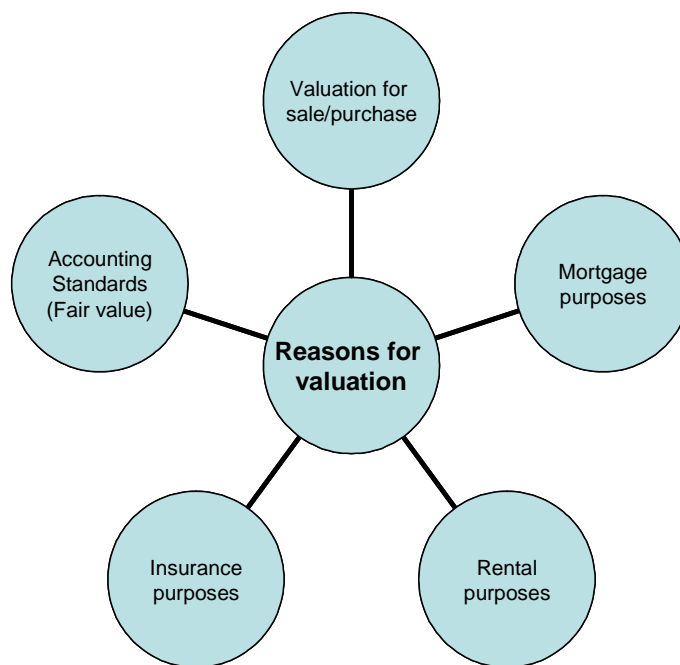 Valuation for
sale/purchase
Accounting
Standards
(Fair value)
Mortgage
purposes
Reasons for
valuation
Insurance
purposes
Rental
purposes